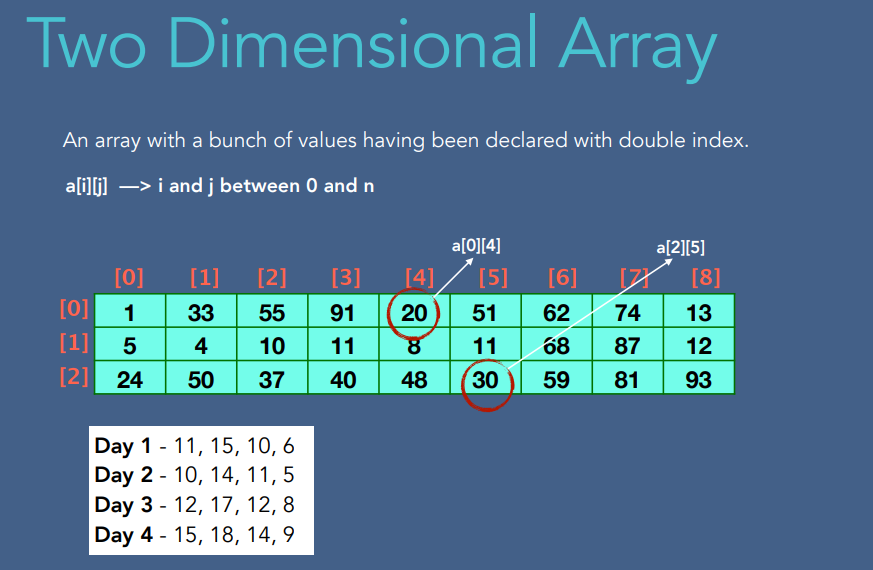 Two Dimensional Array
An array with a bunch of values having been declared with double index.
a[i][j] —> i and j between 0 and n
a[0][4] a[2][5]
[0] [1] [2] [3] [4] [5] [6] [7] [8]
[0] 1 33 55 91 20 51 62 74 13
[1] 5 4 10 11 8 11 68 87 12
[2] 24 50 37 40 48 30 59 81 93
Day 1 - 11, 15, 10, 6
Day 2 - 10, 14, 11, 5
Day 3 - 12, 17, 12, 8
Day 4 - 15, 18, 14, 9